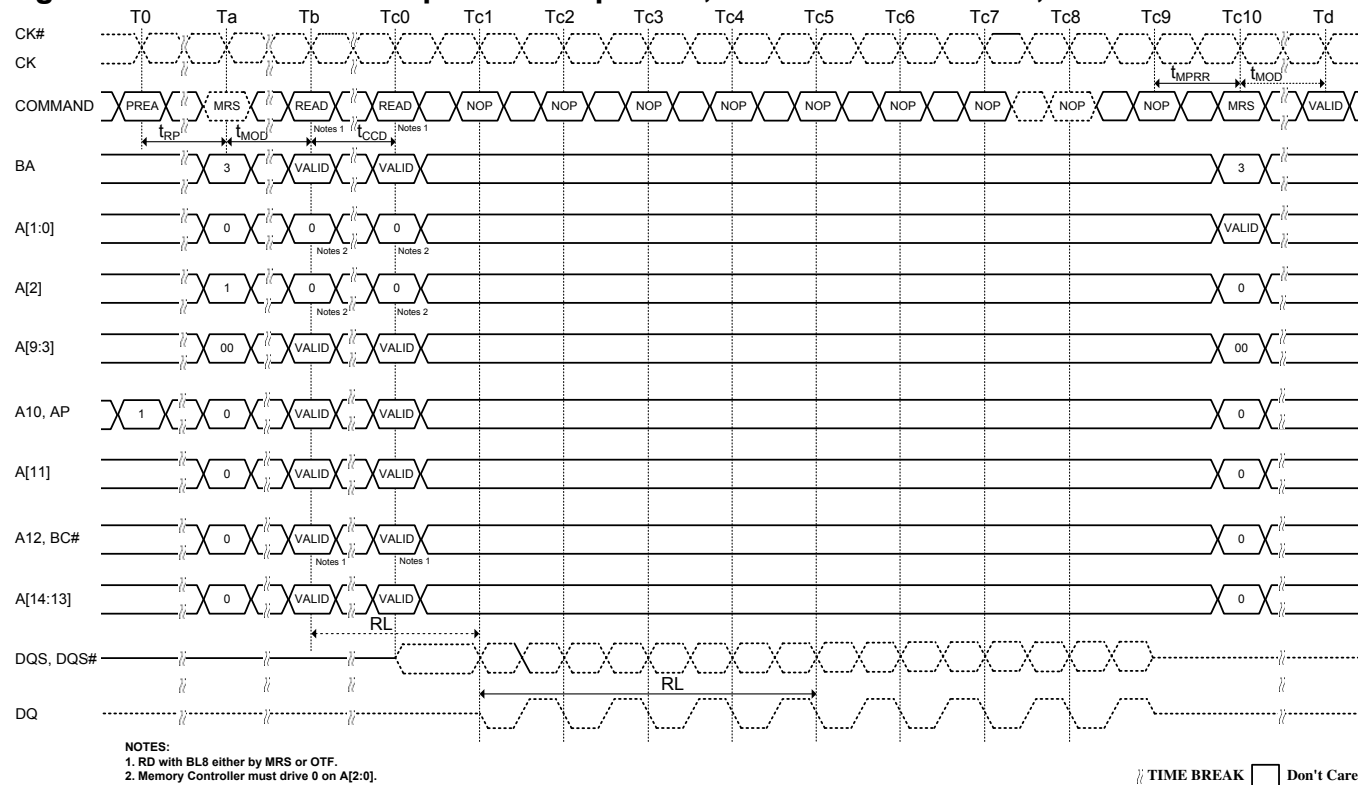 T0 Ta Tb Tc0 Tc1 Tc2 Tc3 Tc4 Tc5 Tc6 Tc7 Tc8 Tc9 Tc10 Td
CK#
CK
tMPRR tMOD
COMMAND PREA MRS READ READ NOP NOP NOP NOP NOP NOP NOP NOP NOP MRS VALID
Notes 1 Notes 1
tRP tMOD tCCD
BA 3 VALID VALID 3
A[1:0] 0 0 0 VALID
Notes 2 Notes 2
A[2] 1 0 0 0
Notes 2 Notes 2
A[9:3] 00 VALID VALID 00
A10, AP 1 0 VALID VALID 0
A[11] 0 VALID VALID 0
A12, BC# 0 VALID VALID 0
Notes 1 Notes 1
A[14:13] 0 VALID VALID 0
RL
DQS, DQS#
RL
DQ
NOTES:
1. RD with BL8 either by MRS or OTF.
2. Memory Controller must drive 0 on A[2:0].
TIME BREAK Don't Care